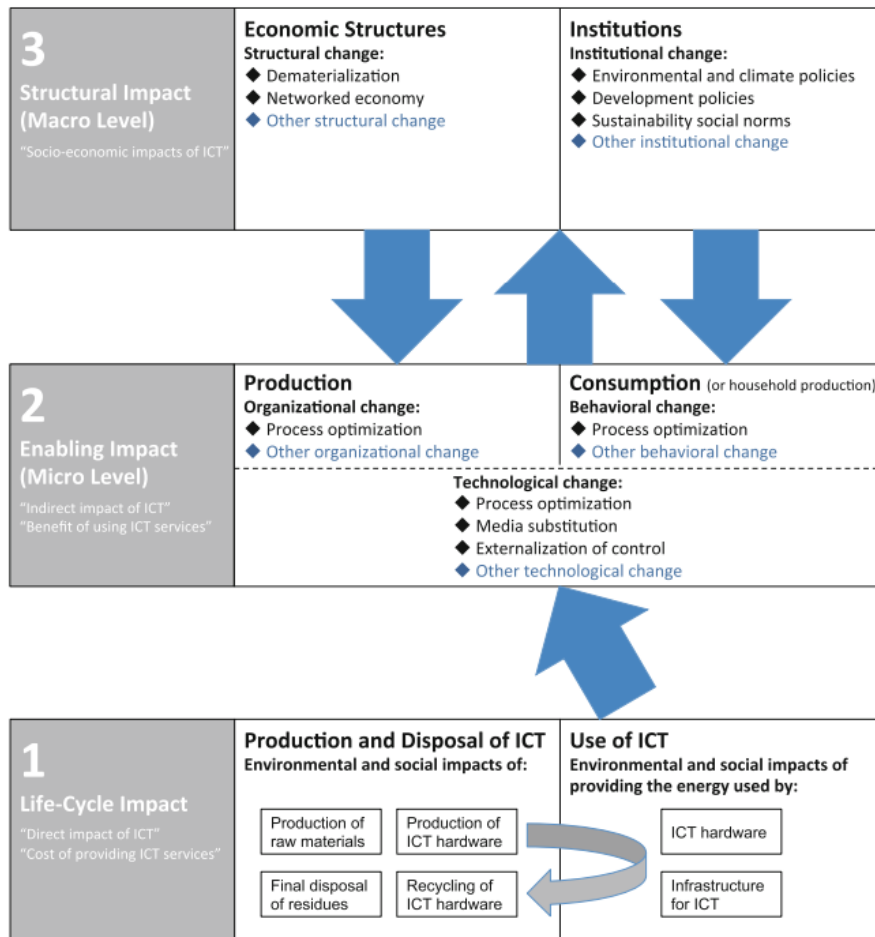 3
Structural Impact
(Macro Level)
“Socio-economic impacts of ICT”
Economic Structures
Structural change:
◆ Dematerialization
◆ Networked economy
◆ Other structural change
Institutions
Institutional change:
◆ Environmental and climate policies
◆ Development policies
◆ Sustainability social norms
◆ Other institutional change
2
Enabling Impact
(Micro Level)
“Indirect impact of ICT”
“Benefit of using ICT services”
Production
Organizational change:
◆ Process optimization
◆ Other organizational change
Consumption (or household production)
Behavioral change:
◆ Process optimization
◆ Other behavioral change
Technological change:
◆ Process optimization
◆ Media substitution
◆ Externalization of control
◆ Other technological change
1
Life-Cycle Impact
“Direct impact of ICT”
“Cost of providing ICT services”
Production and Disposal of ICT
Environmental and social impacts of:
Production of
raw materials
Production of
ICT hardware
Final disposal
of residues
Recycling of
ICT hardware
Use of ICT
Environmental and social impacts of
providing the energy used by:
ICT hardware
Infrastructure
for ICT